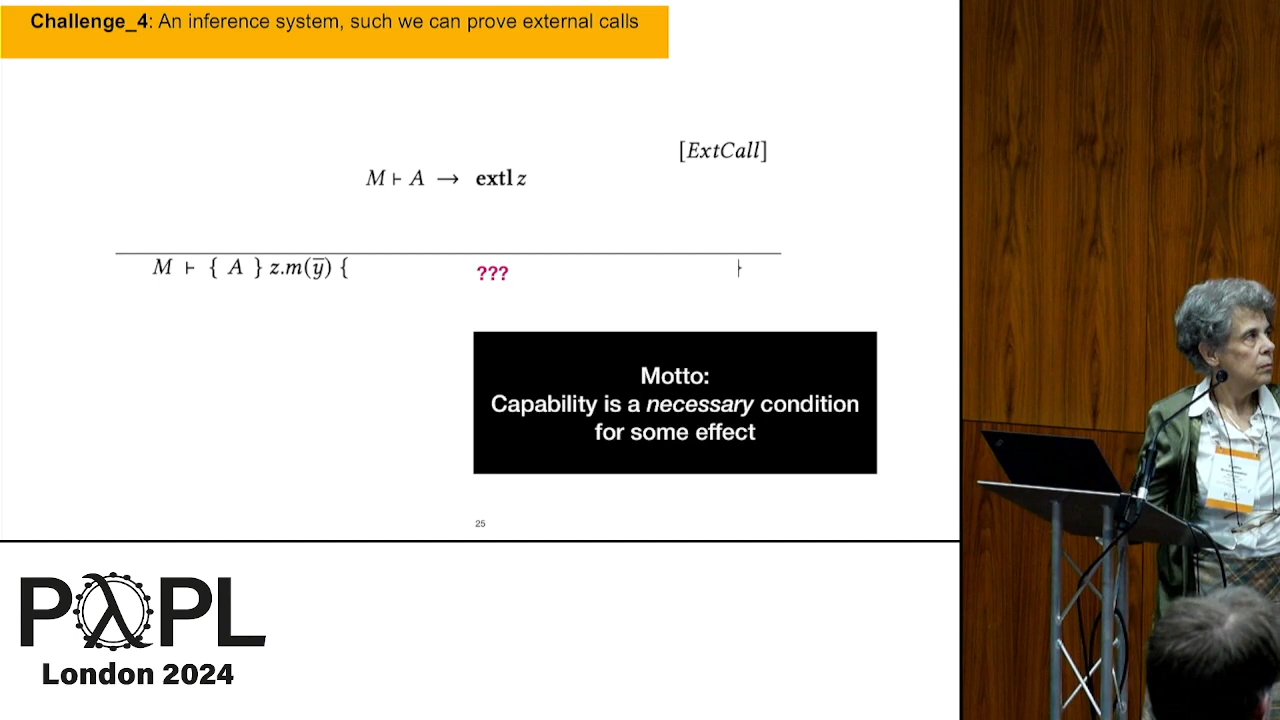 Challenge_4: An inference system, such we can prove external calls
[ExtCall]
M ⊢ A → extl z
M ⊢ { A } z.m(y̅) {
???
Motto:
Capability is a necessary condition
for some effect
25
PλPL
London 2024